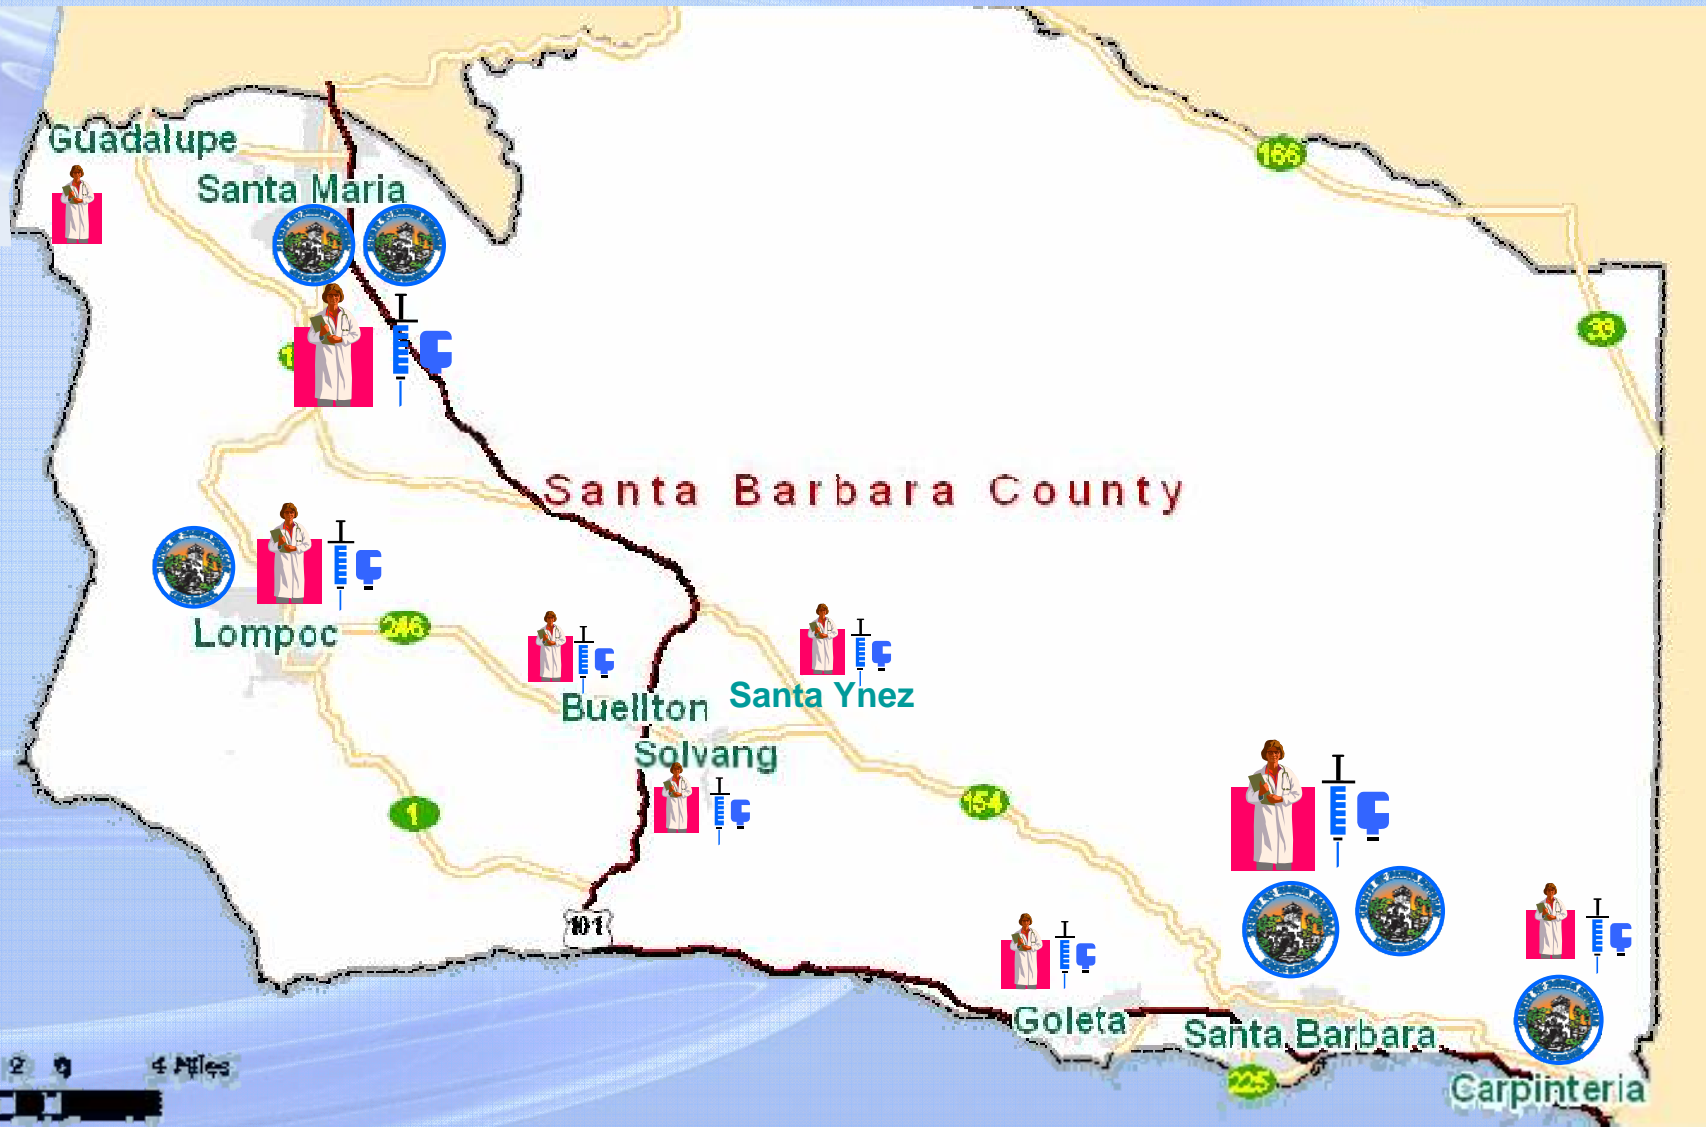 Guadalupe
166
Santa Maria
33
Santa Barbara County
Lompoc
246
Santa Ynez
Buellton
Solvang
154
1
101
Goleta
Santa Barbara
4 Miles
225
Carpinteria